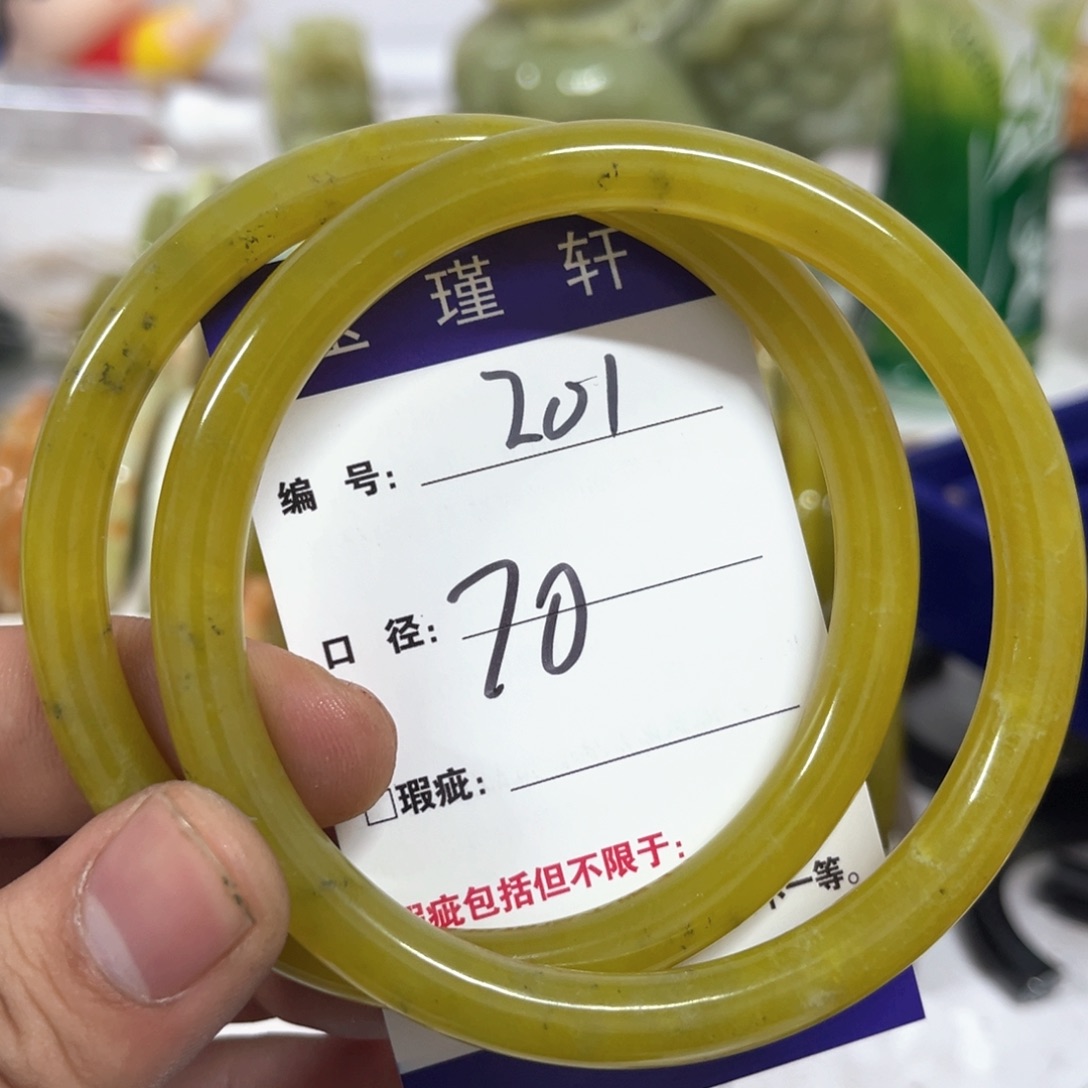 瑾轩
编号：201
口径：70
□瑕疵：
瑕疵包括但不限于：
一等。